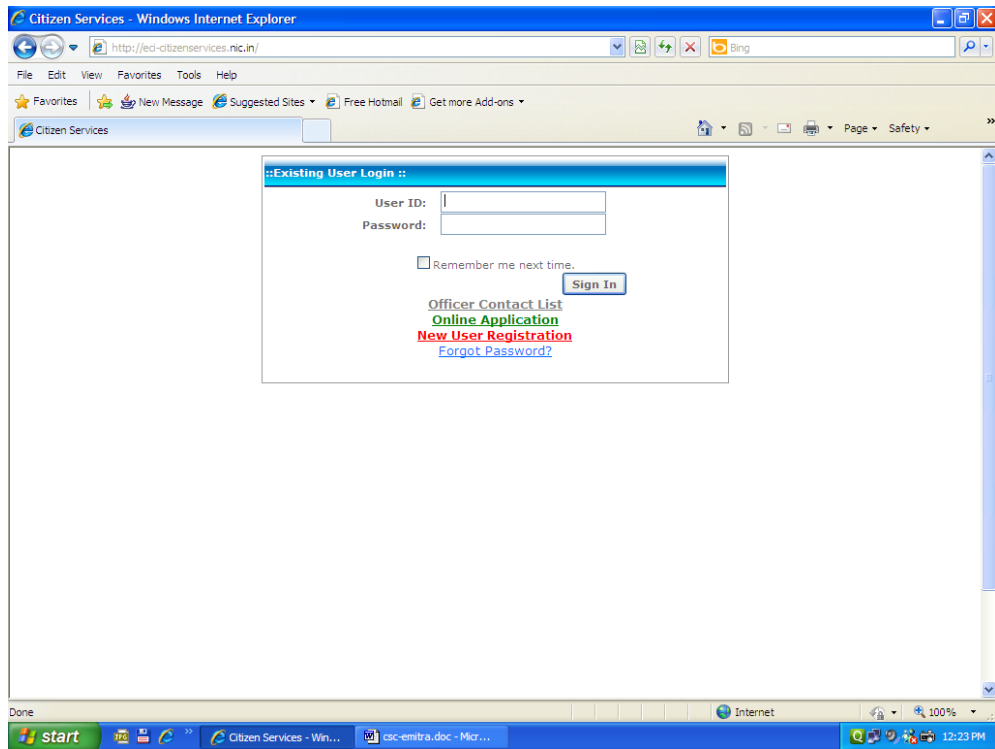 Citizen Services - Windows Internet Explorer
http://eci-citizenservices.nic.in/
Bing
File Edit View Favorites Tools Help
Favorites New Message Suggested Sites Free Hotmail Get more Add-ons
Citizen Services
Page Safety »
::Existing User Login ::
User ID:
Password:
Remember me next time.
Sign In
Officer Contact List
Online Application
New User Registration
Forgot Password?
Done Internet 100%
start » Citizen Services - Win... csc-emitra.doc - Micr... 12:23 PM